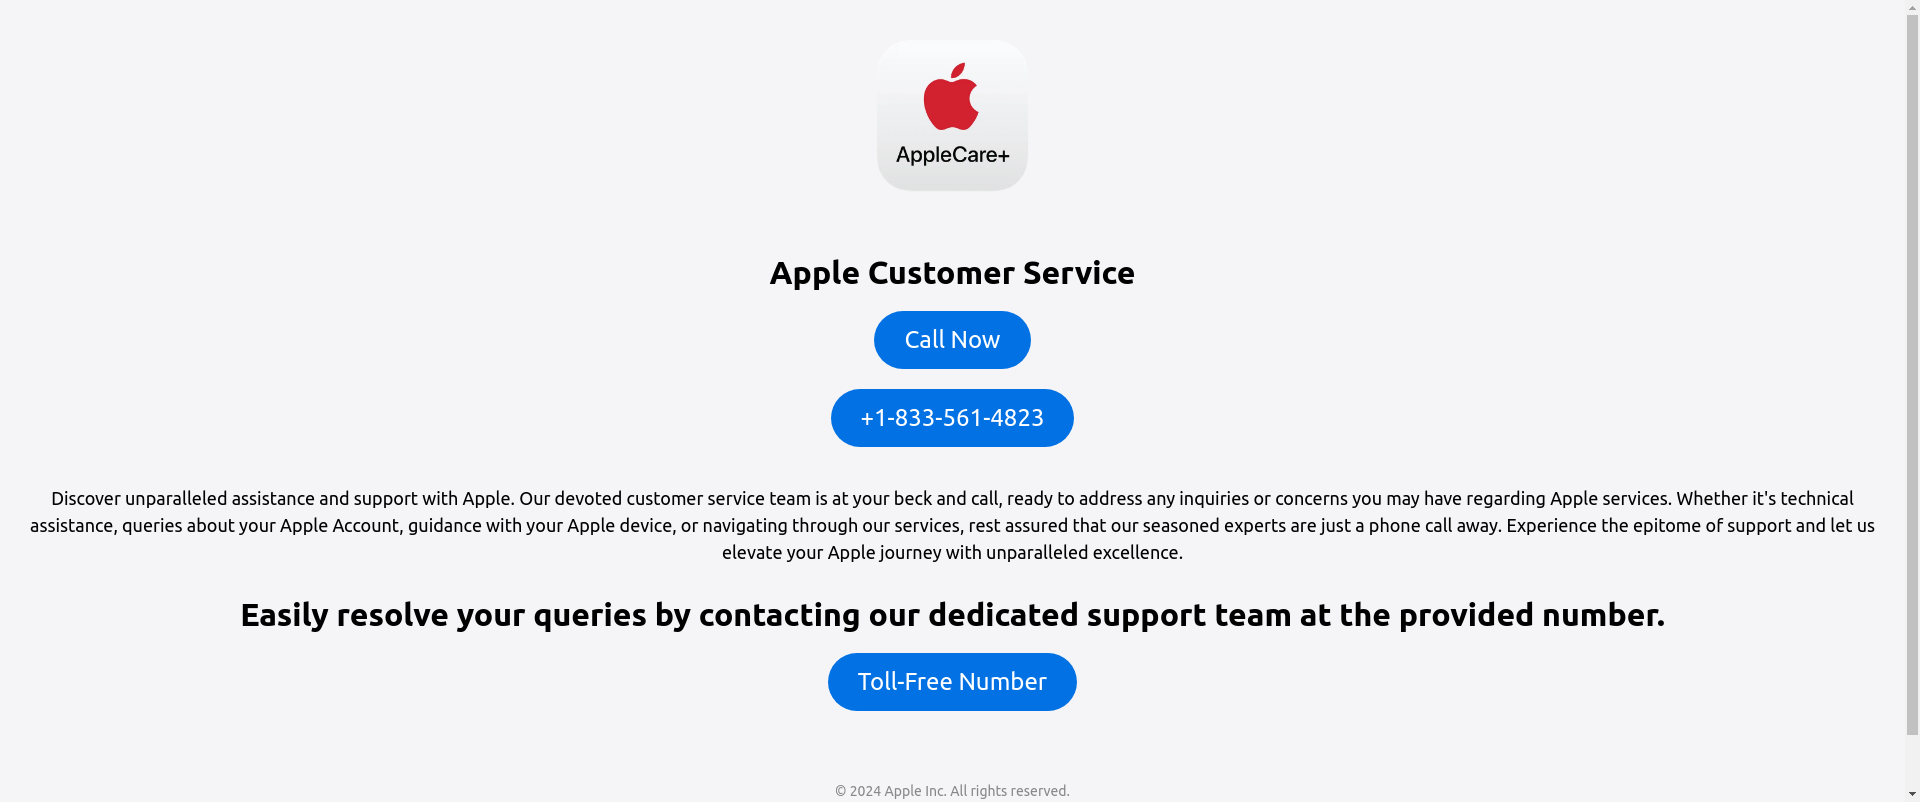 AppleCare+
Apple Customer Service
Call Now
+1-833-561-4823
Discover unparalleled assistance and support with Apple. Our devoted customer service team is at your beck and call, ready to address any inquiries or concerns you may have regarding Apple services. Whether it's technical
assistance, queries about your Apple Account, guidance with your Apple device, or navigating through our services, rest assured that our seasoned experts are just a phone call away. Experience the epitome of support and let us
elevate your Apple journey with unparalleled excellence.
Easily resolve your queries by contacting our dedicated support team at the provided number.
Toll-Free Number
© 2024 Apple Inc. All rights reserved.